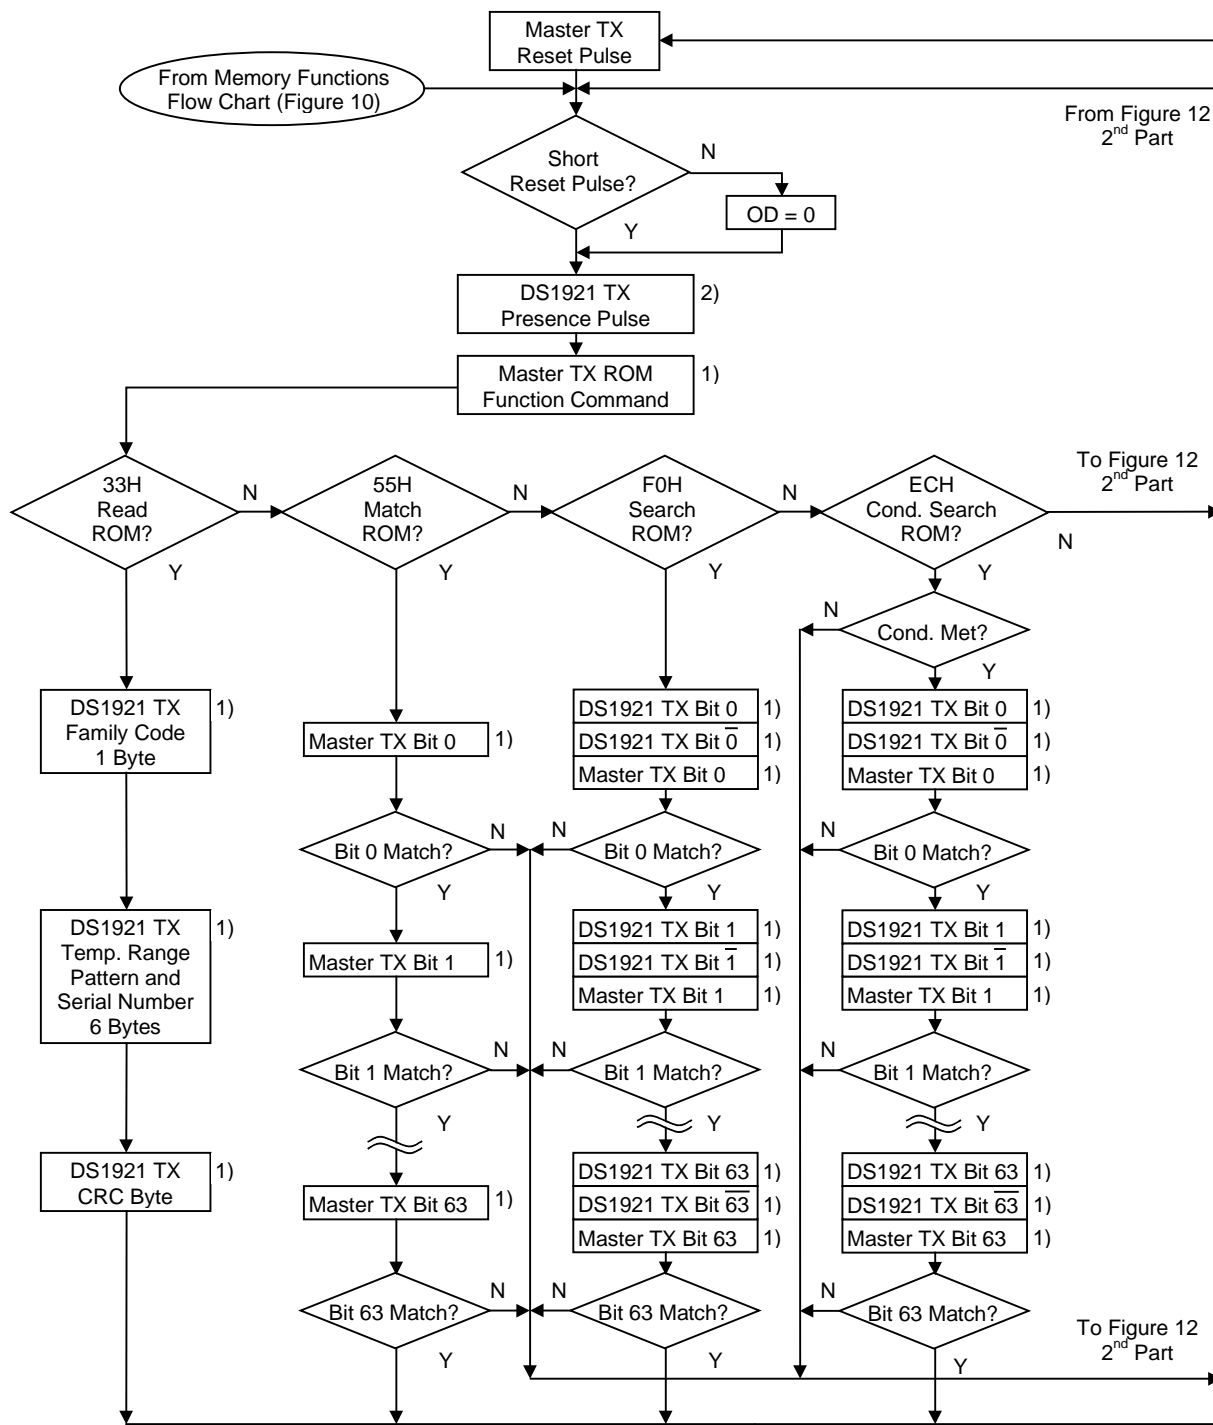 Master TX
Reset Pulse
From Memory Functions
Flow Chart (Figure 10)
From Figure 12
2nd Part
Short
Reset Pulse?
N
OD = 0
Y
DS1921 TX
Presence Pulse
2)
Master TX ROM
Function Command
1)
33H
Read
ROM?
N
Y
55H
Match
ROM?
N
Y
F0H
Search
ROM?
N
Y
ECH
Cond. Search
ROM?
N
Y
To Figure 12
2nd Part
N
Cond. Met?
Y
DS1921 TX
Family Code
1 Byte
1)
DS1921 TX
Temp. Range
Pattern and
Serial Number
6 Bytes
1)
DS1921 TX
CRC Byte
1)
Master TX Bit 0
1)
Bit 0 Match?
N
Y
Master TX Bit 1
1)
Bit 1 Match?
N
Y
Master TX Bit 63
1)
Bit 63 Match?
N
Y
DS1921 TX Bit 0
1)
DS1921 TX Bit 0̅
1)
Master TX Bit 0
1)
N
Bit 0 Match?
Y
DS1921 TX Bit 1
1)
DS1921 TX Bit 1̅
1)
Master TX Bit 1
1)
N
Bit 1 Match?
Y
DS1921 TX Bit 63
1)
DS1921 TX Bit 6̅3̅
1)
Master TX Bit 63
1)
N
Bit 63 Match?
Y
DS1921 TX Bit 0
1)
DS1921 TX Bit 0̅
1)
Master TX Bit 0
1)
N
Bit 0 Match?
Y
DS1921 TX Bit 1
1)
DS1921 TX Bit 1̅
1)
Master TX Bit 1
1)
N
Bit 1 Match?
Y
DS1921 TX Bit 63
1)
DS1921 TX Bit 6̅3̅
1)
Master TX Bit 63
1)
N
Bit 63 Match?
Y
To Figure 12
2nd Part